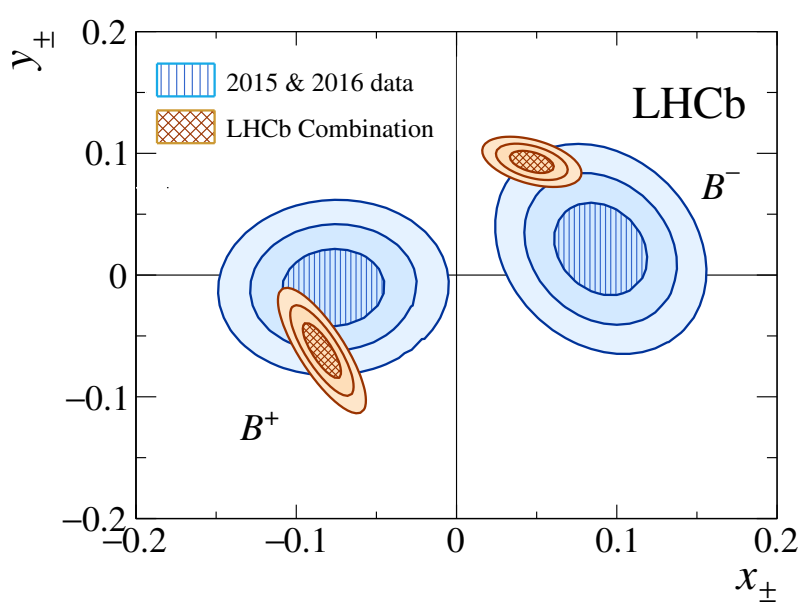 y±
0.2
0.1
0
−0.1
−0.2
2015 & 2016 data
LHCb Combination
LHCb
B⁻
B⁺
−0.2
−0.1
0
0.1
0.2
x±